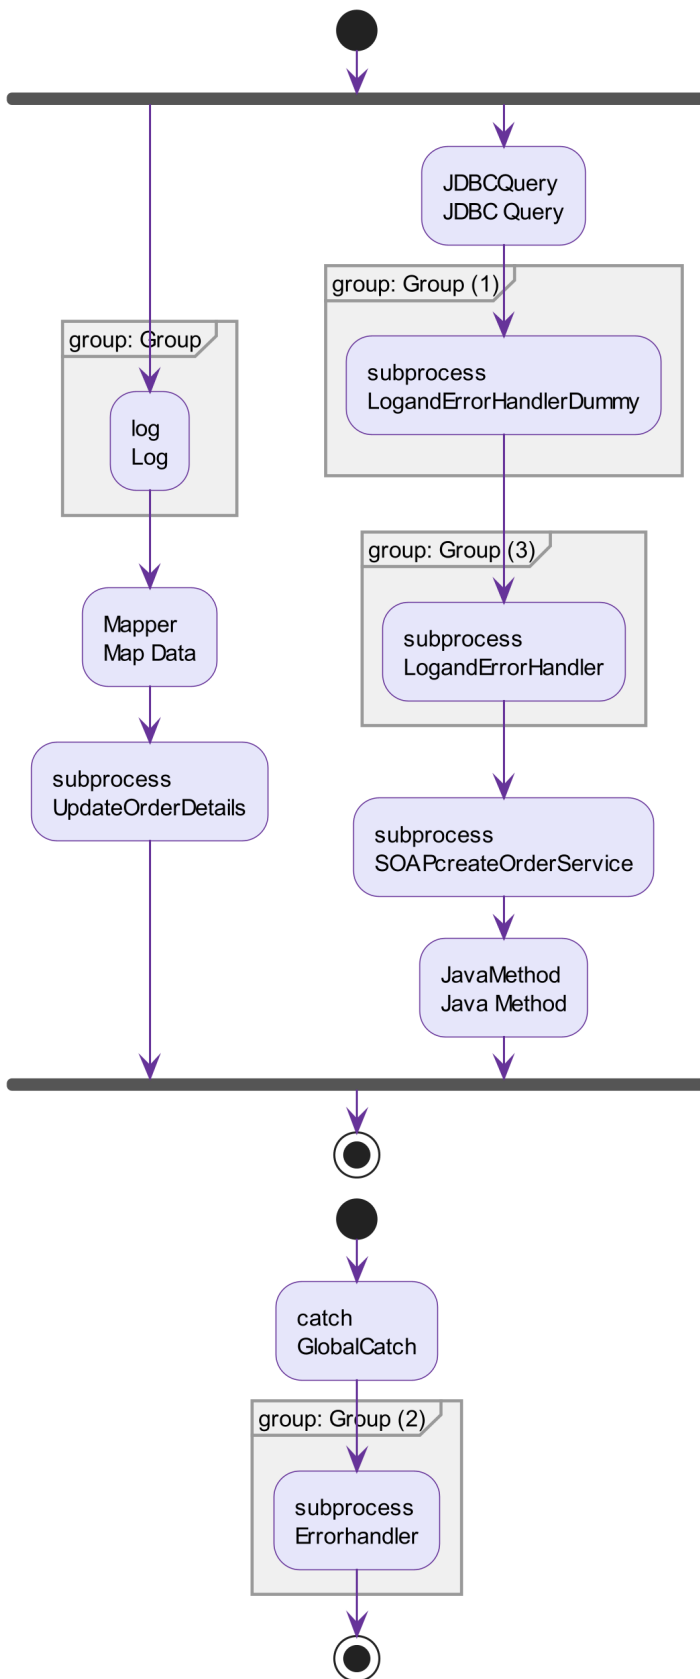 JDBCQuery
JDBC Query
group: Group (1)
subprocess
LogandErrorHandlerDummy
group: Group
log
Log
group: Group (3)
subprocess
LogandErrorHandler
Mapper
Map Data
subprocess
UpdateOrderDetails
subprocess
SOAPcreateOrderService
JavaMethod
Java Method
catch
GlobalCatch
group: Group (2)
subprocess
Errorhandler